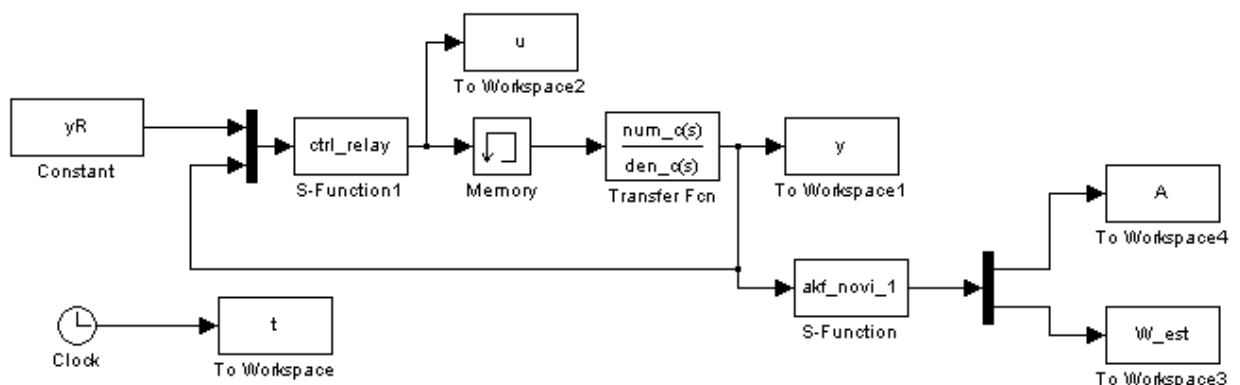 u
To Workspace2
yR
Constant
ctrl_relay
S-Function1
Memory
num_c(s)
den_c(s)
Transfer Fcn
y
To Workspace1
A
To Workspace4
akf_novi_1
S-Function
W_est
To Workspace3
Clock
t
To Workspace